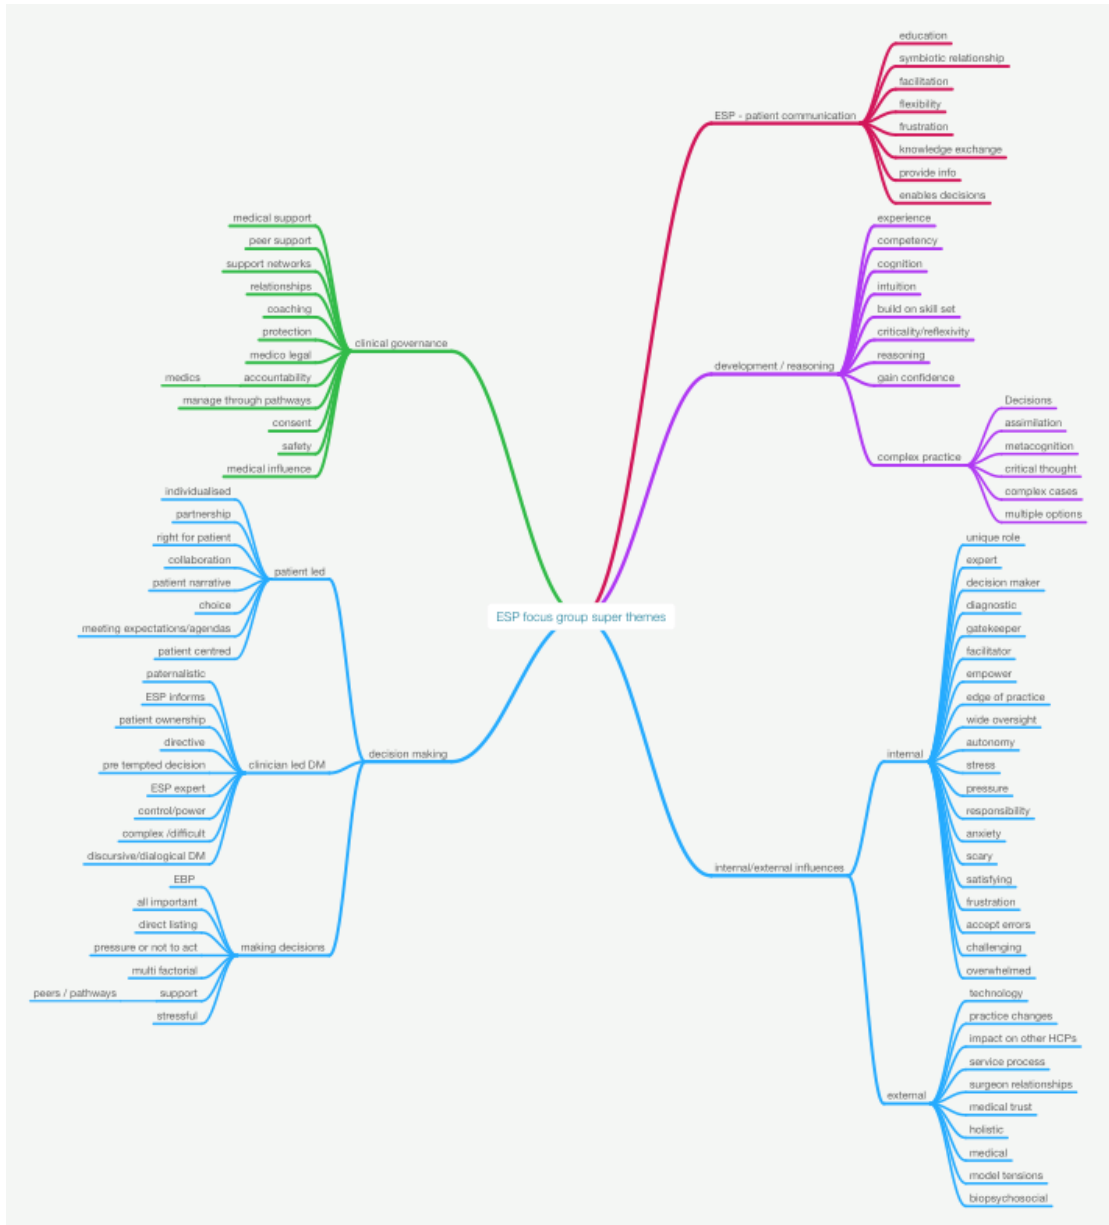 education
symbiotic relationship
facilitation
ESP - patient communication
flexibility
frustration
knowledge exchange
provide info
enables decisions
experience
competency
cognition
intuition
build on skill set
criticality/reflexivity
development / reasoning
reasoning
gain confidence
complex practice
Decisions
assimilation
metacognition
critical thought
complex cases
multiple options
medical support
peer support
support networks
relationships
coaching
protection
clinical governance
medico legal
medics
accountability
manage through pathways
consent
safety
medical influence
ESP focus group super themes
individualised
partnership
right for patient
collaboration
patient led
patient narrative
choice
meeting expectations/agendas
patient centred
decision making
paternalistic
ESP informs
patient ownership
directive
clinician led DM
pre tempted decision
ESP expert
control/power
complex /difficult
discursive/dialogical DM
EBP
all important
direct listing
making decisions
pressure or not to act
multi factorial
peers / pathways
support
stressful
internal/external influences
internal
unique role
expert
decision maker
diagnostic
gatekeeper
facilitator
empower
edge of practice
wide oversight
autonomy
stress
pressure
responsibility
anxiety
scary
satisfying
frustration
accept errors
challenging
overwhelmed
external
technology
practice changes
impact on other HCPs
service process
surgeon relationships
medical trust
holistic
medical
model tensions
biopsychosocial